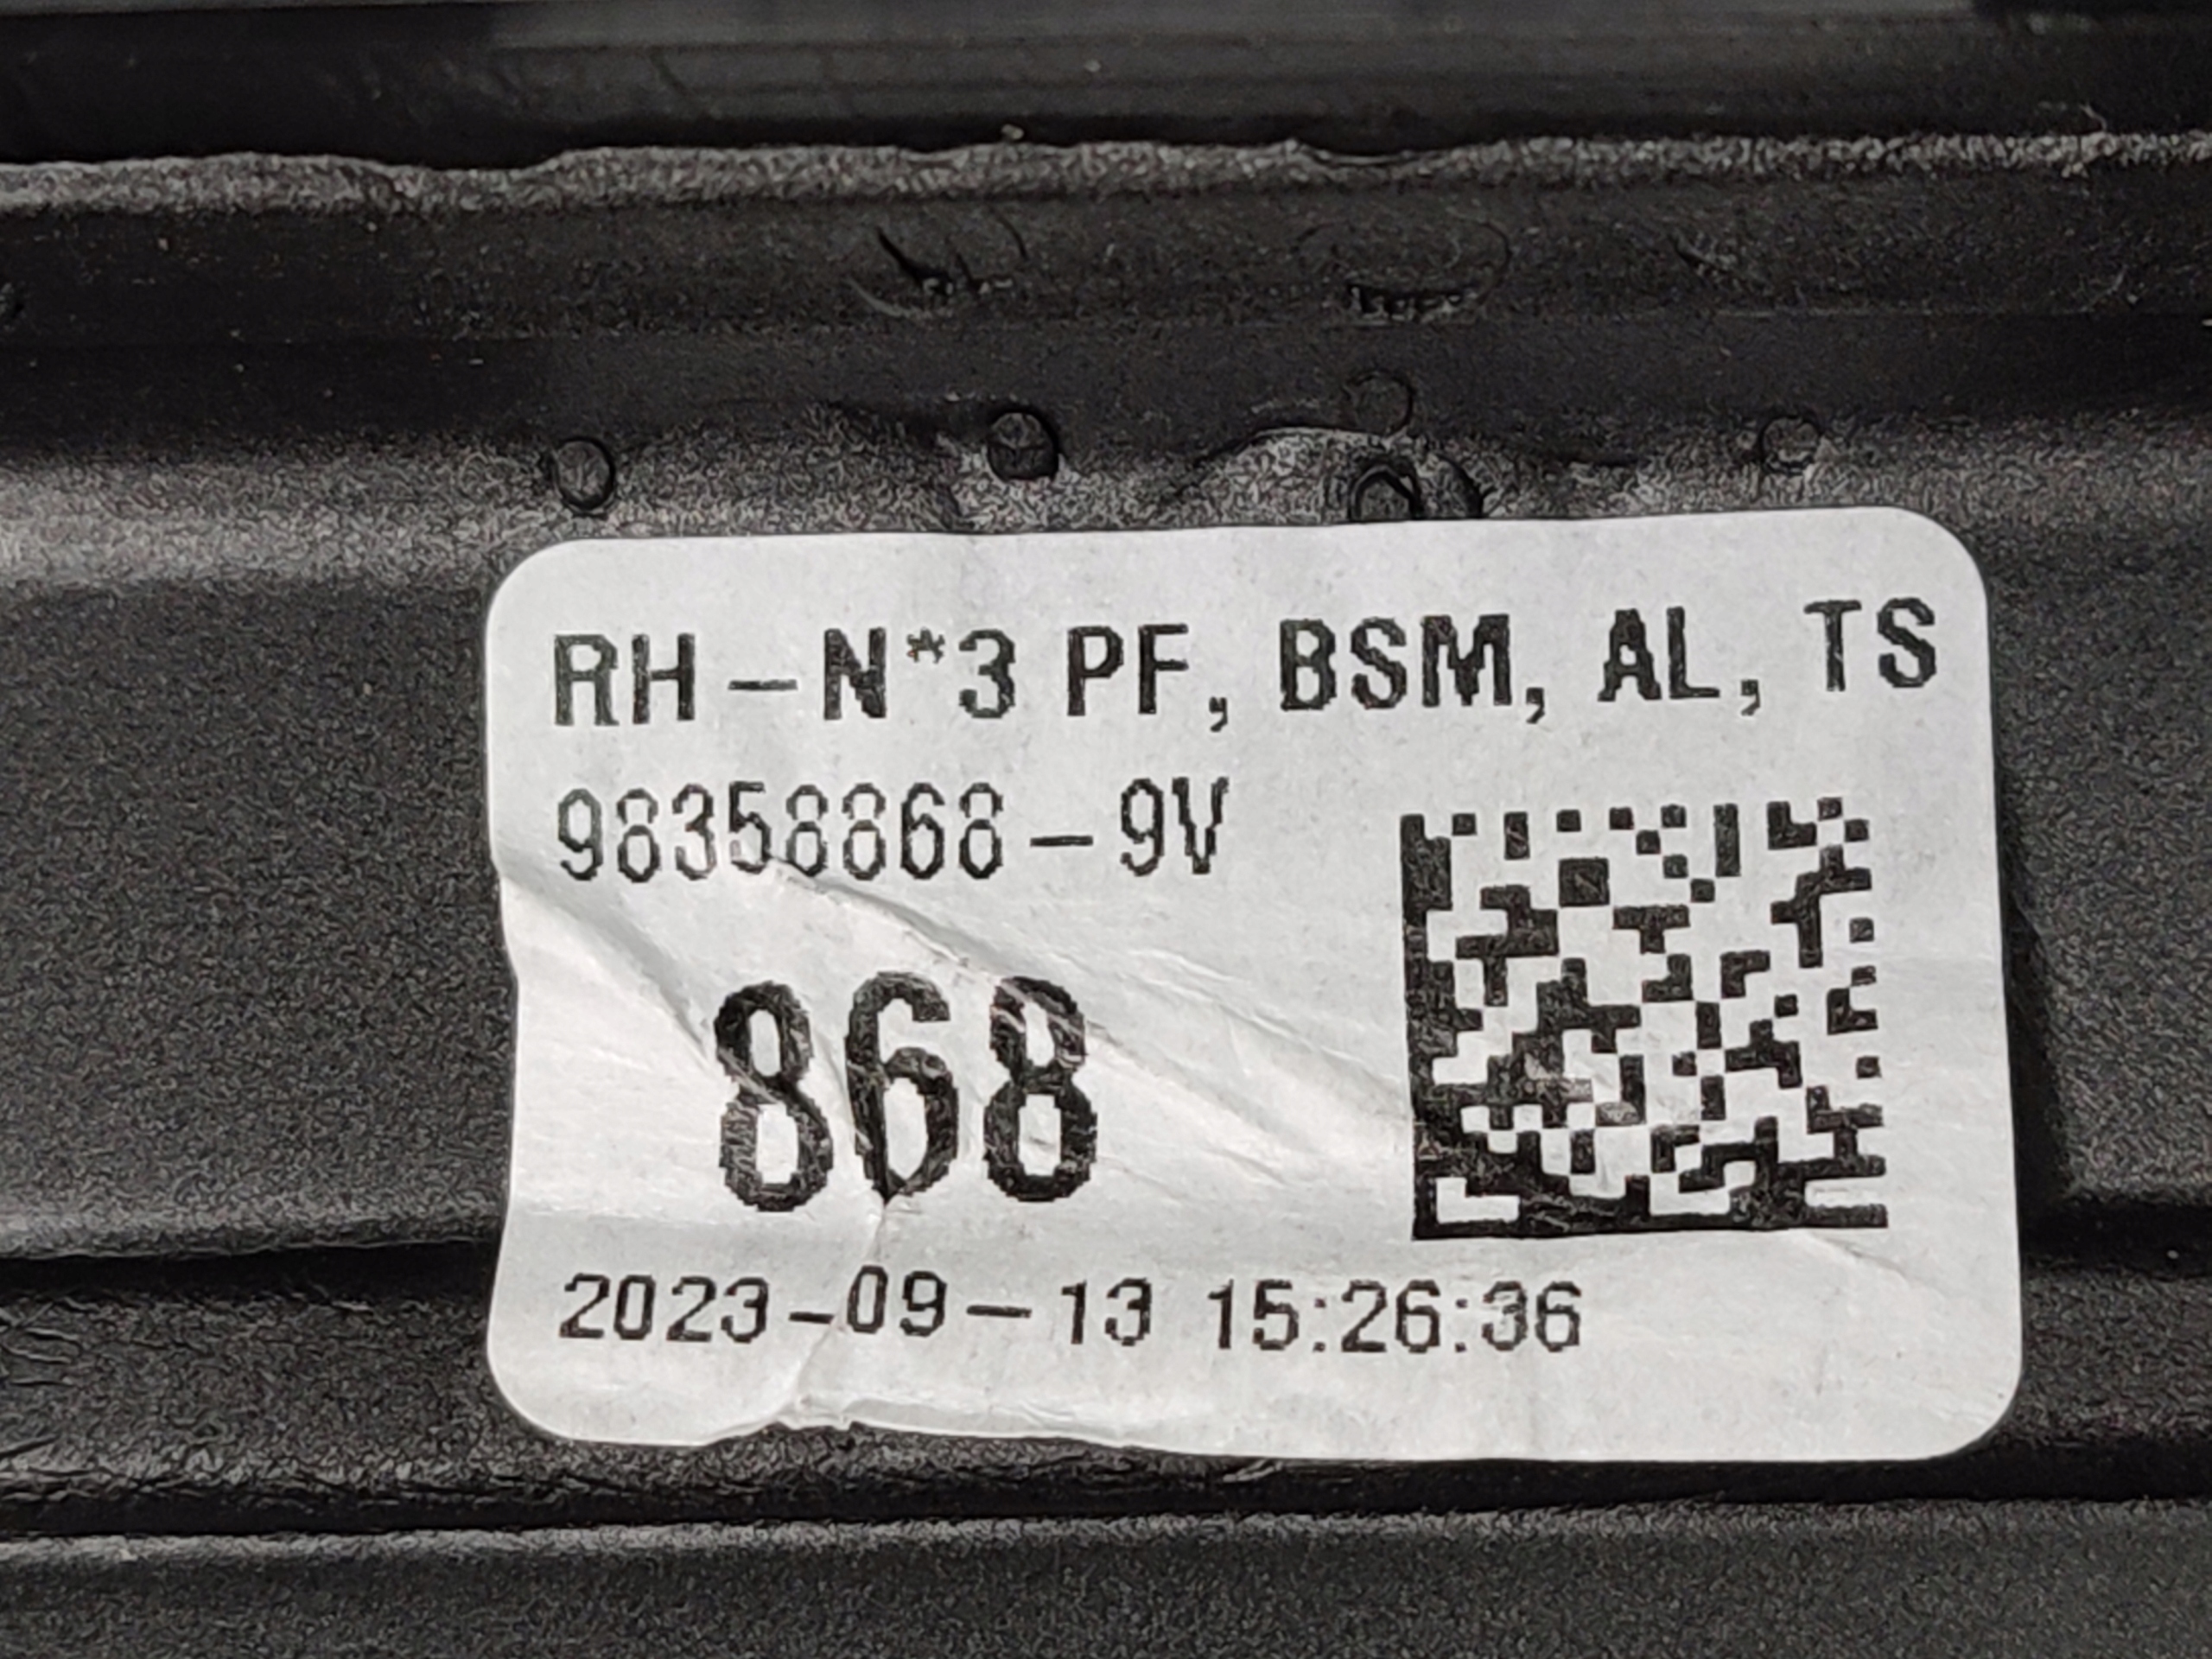 RH-N*3 PF, BSM, AL, TS
98358868-9V
868
2023-09-13 15:26:36